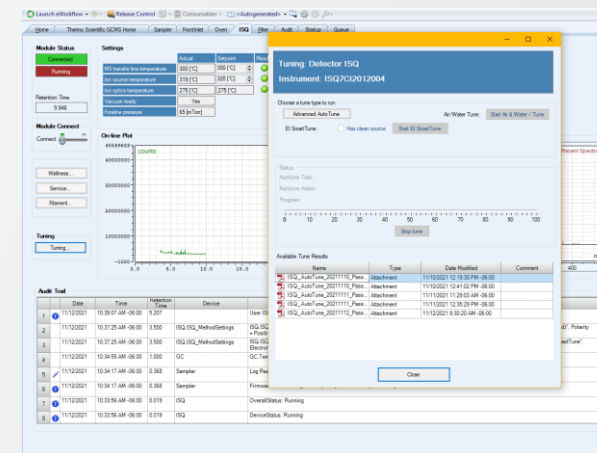 Launch eWorkflow
Release Control
Consumables
<Autogenerated>
Home
Thermo Scientific GCMS Home
Sampler
FrontInlet
Oven
ISQ
Filter
Audit
Startup
Queue
Module Status
Connected
Running
Retention Time
9.946
Module Connect
Connect
Wellness...
Service...
Filament...
Tuning
Tuning...
Settings
Actual
Setpoint
MS transfer line temperature
300 [°C]
300 [°C]
Ion source temperature
319 [°C]
320 [°C]
Ion optics temperature
275 [°C]
275 [°C]
Vacuum ready
Yes
Foreline pressure
65 [mTorr]
On-line Plot
counts
40000000
30000000
20000000
10000000
-1000
0.0
5.0
10.0
Tuning: Detector ISQ
Instrument: ISQ7CI2012004
Choose a tune type to run
Advanced AutoTune
Air/Water Tune:
Start Air & Water / Tune
EI SmartTune:
Has clean source
Start EI SmartTune
Status
Autotune Task:
Autotune Action:
Progress:
0 10 20 30 40 50 60 70 80 90 100
Stop tune
Available Tune Results
Name Type Date Modified Comment
ISQ_AutoTune_20211110_Pass... Attachment 11/10/2021 12:19:30 PM -06:00
ISQ_AutoTune_20211110_Pass... Attachment 11/10/2021 12:41:02 PM -06:00
ISQ_AutoTune_20211111_Pass... Attachment 11/11/2021 11:29:03 AM -06:00
ISQ_AutoTune_20211111_Pass... Attachment 11/11/2021 12:35:29 PM -06:00
ISQ_AutoTune_20211112_Pass... Attachment 11/12/2021 8:30:20 AM -06:00
Close
Recent Spectrum
400
Audit Trail
Date Time Retention Time Device
1 11/12/2021 10:39:07 AM -06:00 5.207
2 11/12/2021 10:37:25 AM -06:00 3.500 ISQ.ISQ_MethodSettings
Polarity
3 11/12/2021 10:37:25 AM -06:00 3.500 ISQ.ISQ_MethodSettings
4 11/12/2021 10:34:55 AM -06:00 1.000 GC
5 11/12/2021 10:34:17 AM -06:00 0.368 Sampler
6 11/12/2021 10:34:17 AM -06:00 0.368 Sampler
7 11/12/2021 10:33:56 AM -06:00 0.019 ISQ OverallStatus: Running
8 11/12/2021 10:33:56 AM -06:00 0.019 ISQ DeviceStatus: Running